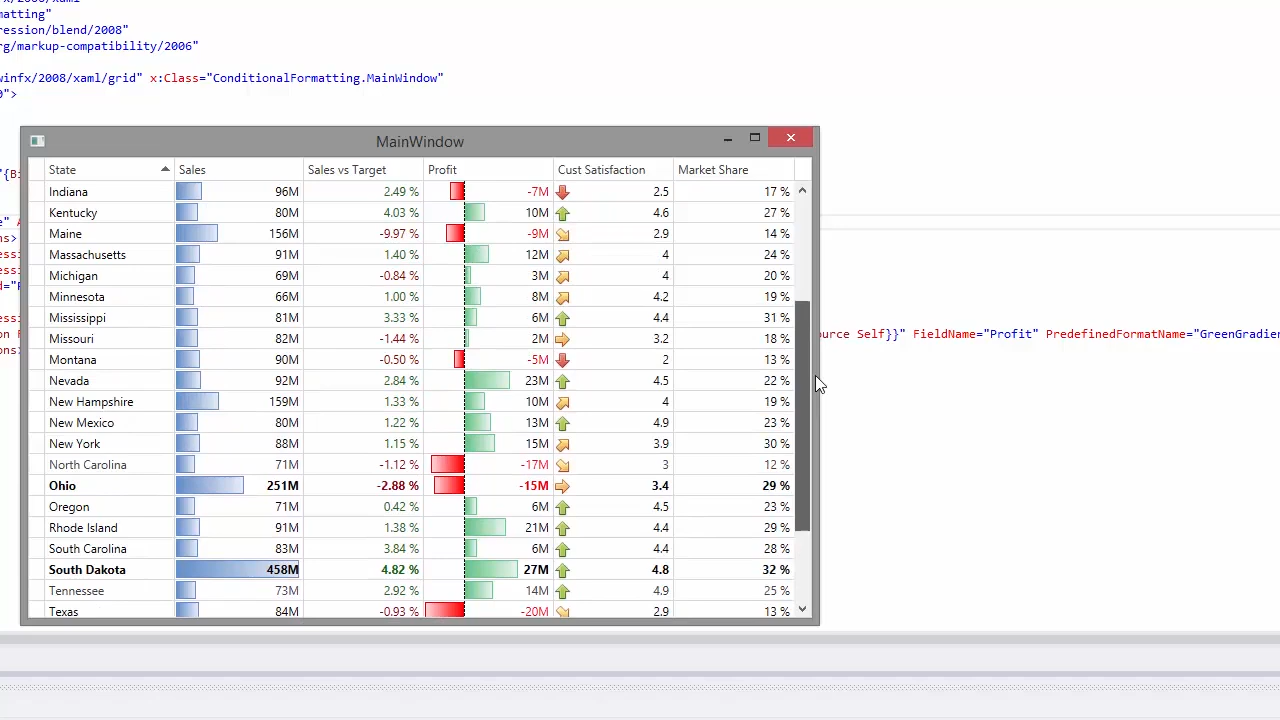 fx/2008/xaml"
matting"
ression/blend/2008"
rg/markup-compatibility/2006"
winfx/2008/xaml/grid" x:Class="ConditionalFormatting.MainWindow"
0">
MainWindow
State Sales Sales vs Target Profit Cust Satisfaction Market Share
"{Bi
Indiana 96M 2.49 % -7M 2.5 17 %
Kentucky 80M 4.03 % 10M 4.6 27 %
e" A
Maine 156M -9.97 % -9M 2.9 14 %
ns>
Massachusetts 91M 1.40 % 12M 4 24 %
essi
Michigan 69M -0.84 % 3M 4 20 %
essi
d="F
Minnesota 66M 1.00 % 8M 4.2 19 %
Mississippi 81M 3.33 % 6M 4.4 31 %
essi
Missouri 82M -1.44 % 2M 3.2 18 %
on F
urce Self}}" FieldName="Profit" PredefinedFormatName="GreenGradien
ons>
Montana 90M -0.50 % -5M 2 13 %
Nevada 92M 2.84 % 23M 4.5 22 %
New Hampshire 159M 1.33 % 10M 4 19 %
New Mexico 80M 1.22 % 13M 4.9 23 %
New York 88M 1.15 % 15M 3.9 30 %
North Carolina 71M -1.12 % -17M 3 12 %
Ohio 251M -2.88 % -15M 3.4 29 %
Oregon 71M 0.42 % 6M 4.5 23 %
Rhode Island 91M 1.38 % 21M 4.4 29 %
South Carolina 83M 3.84 % 6M 4.4 28 %
South Dakota 458M 4.82 % 27M 4.8 32 %
Tennessee 73M 2.92 % 14M 4.9 25 %
Texas 84M -0.93 % -20M 2.9 13 %